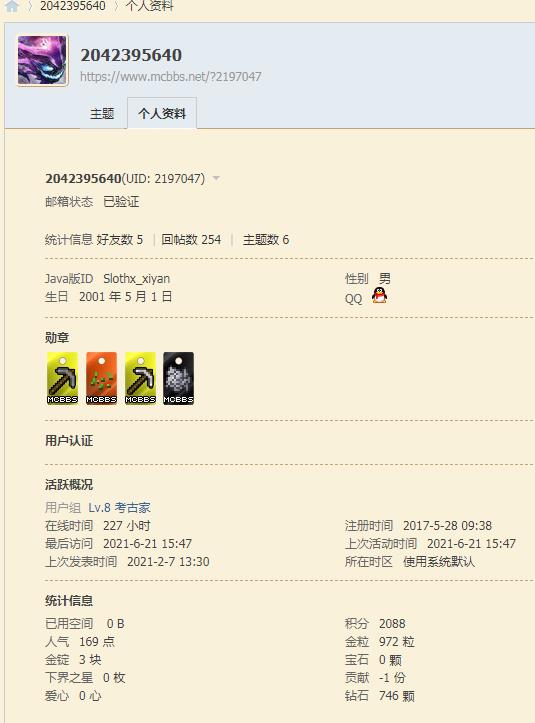 〉 2042395640 〉 个人资料
2042395640
https://www.mcbbs.net/?2197047
主题 个人资料
2042395640(UID: 2197047)
邮箱状态 已验证
统计信息 好友数 5 | 回帖数 254 | 主题数 6
Java版ID Slothx_xiyan 性别 男
生日 2001 年 5 月 1 日 QQ
勋章
MCBBS MCBBS MCBBS MCBBS
用户认证
活跃概况
用户组 Lv.8 考古家
在线时间 227 小时 注册时间 2017-5-28 09:38
最后访问 2021-6-21 15:47 上次活动时间 2021-6-21 15:47
上次发表时间 2021-2-7 13:30 所在时区 使用系统默认
统计信息
已用空间 0 B 积分 2088
人气 169 点 金粒 972 粒
金锭 3 块 宝石 0 颗
下界之星 0 枚 贡献 -1 份
爱心 0 心 钻石 746 颗